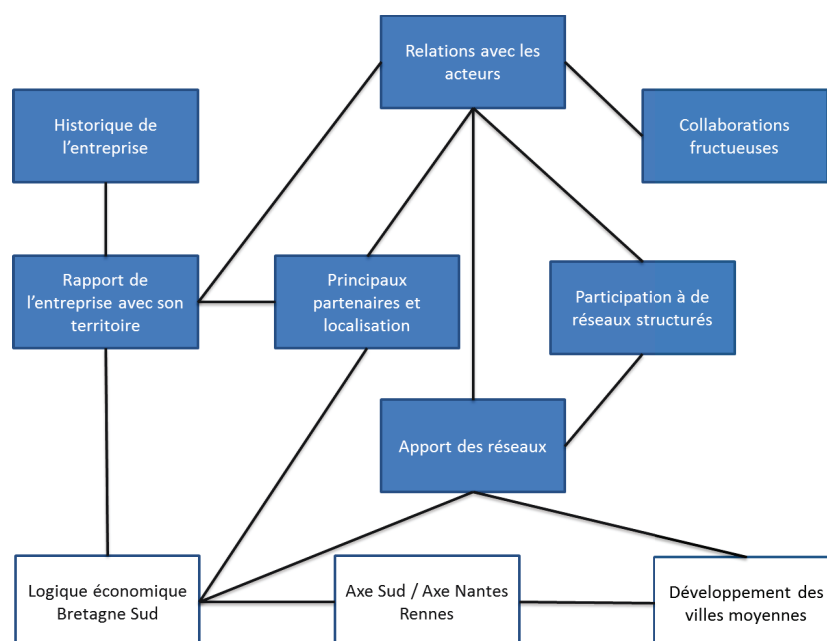 Relations avec les
acteurs
Historique de
l'entreprise
Collaborations
fructueuses
Rapport de
l'entreprise avec son
territoire
Principaux
partenaires et
localisation
Participation à de
réseaux structurés
Apport des réseaux
Logique économique
Bretagne Sud
Axe Sud / Axe Nantes
Rennes
Développement des
villes moyennes